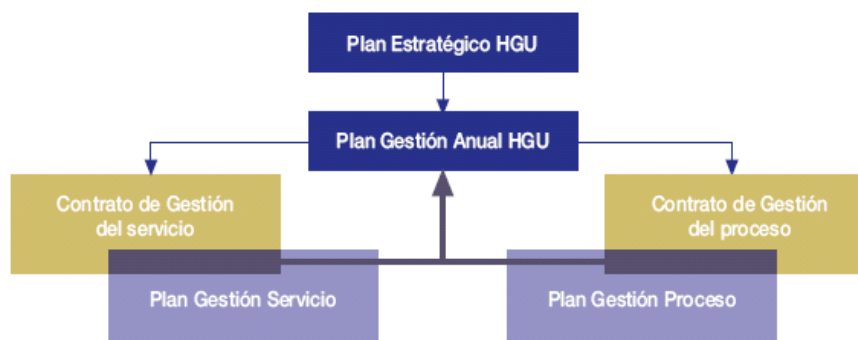 Plan Estratégico HGU
Plan Gestión Anual HGU
Contrato de Gestión
del servicio
Contrato de Gestión
del proceso
Plan Gestión Servicio
Plan Gestión Proceso